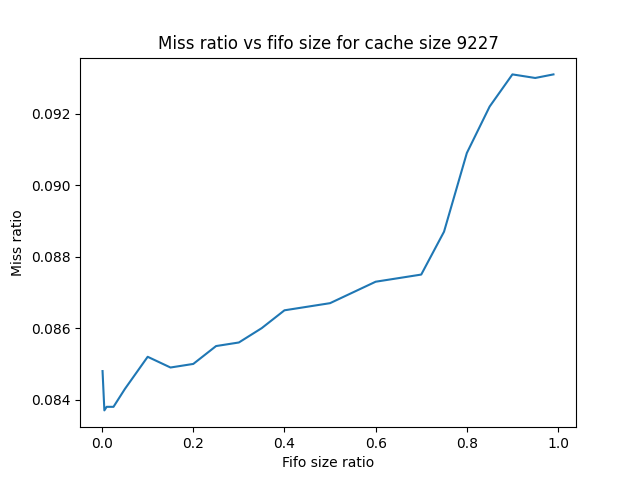 Miss ratio vs fifo size for cache size 9227
0.092
0.090
0.088
0.086
0.084
Miss ratio
0.0 0.2 0.4 0.6 0.8 1.0
Fifo size ratio